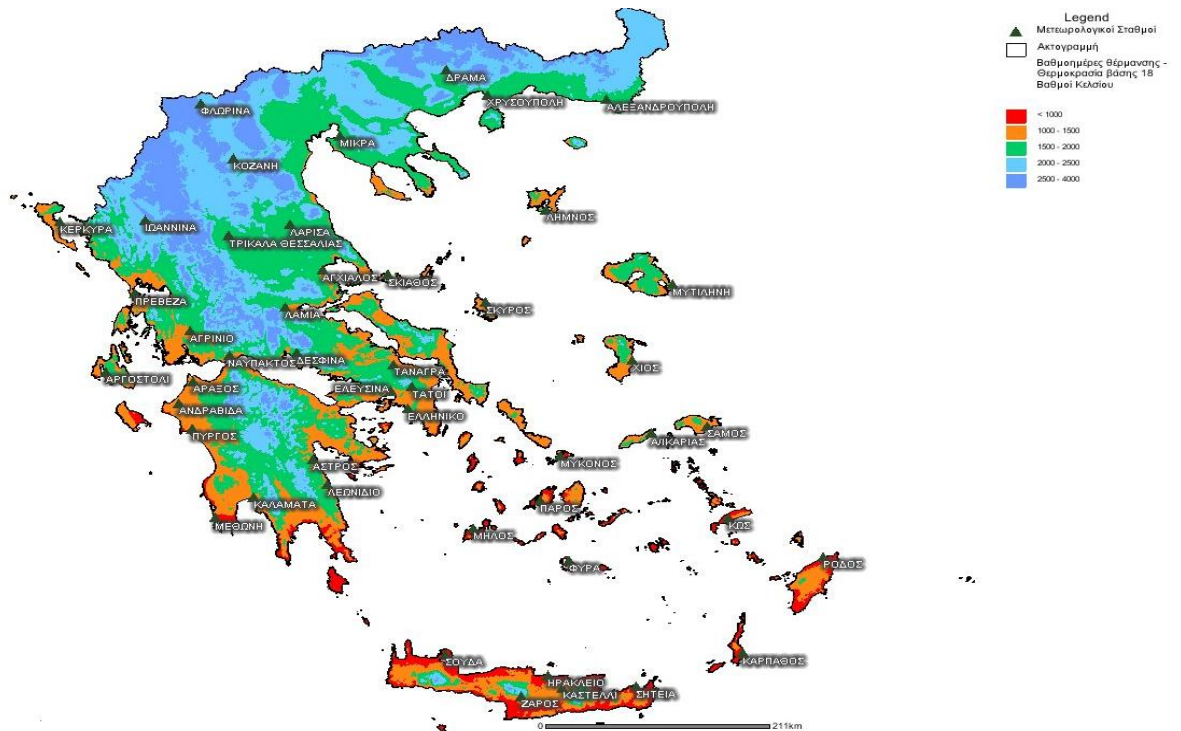 Legend
Μετεωρολογικοί Σταθμοί
Ακτογραμμή
Βαθμοημέρες θέρμανσης -
Θερμοκρασία βάσης 18
Βαθμοί Κελσίου
< 1000
1000 - 1500
1500 - 2000
2000 - 2500
2500 - 4000
ΔΡΑΜΑ
ΧΡΥΣΟΥΠΟΛΗ
ΑΛΕΞΑΝΔΡΟΥΠΟΛΗ
ΦΛΩΡΙΝΑ
ΜΙΚΡΑ
ΚΟΖΑΝΗ
ΛΗΜΝΟΣ
ΚΕΡΚΥΡΑ
ΙΩΑΝΝΙΝΑ
ΛΑΡΙΣΑ
ΤΡΙΚΑΛΑ ΘΕΣΣΑΛΙΑΣ
ΑΓΧΙΑΛΟΣ
ΣΚΙΑΘΟΣ
ΜΥΤΙΛΗΝΗ
ΠΡΕΒΕΖΑ
ΣΚΥΡΟΣ
ΛΑΜΙΑ
ΑΓΡΙΝΙΟ
ΝΑΥΠΑΚΤΟΣ
ΔΕΣΦΙΝΑ
ΧΙΟΣ
ΤΑΝΑΓΡΑ
ΑΡΓΟΣΤΟΛΙ
ΑΡΑΞΟΣ
ΕΛΕΥΣΙΝΑ
ΤΑΤΟΙ
ΑΝΔΡΑΒΙΔΑ
ΕΛΛΗΝΙΚΟ
ΠΥΡΓΟΣ
ΣΑΜΟΣ
ΑΙΚΑΡΙΑΣ
ΑΣΤΡΟΣ
ΜΥΚΟΝΟΣ
ΛΕΩΝΙΔΙΟ
ΚΑΛΑΜΑΤΑ
ΠΑΡΟΣ
ΜΕΘΩΝΗ
ΚΩΣ
ΜΗΛΟΣ
ΦΥΡΑ
ΡΟΔΟΣ
ΣΟΥΔΑ
ΚΑΡΠΑΘΟΣ
ΗΡΑΚΛΕΙΟ
ΚΑΣΤΕΛΛΙ
ΣΗΤΕΙΑ
ΖΑΡΟΣ
0 211km